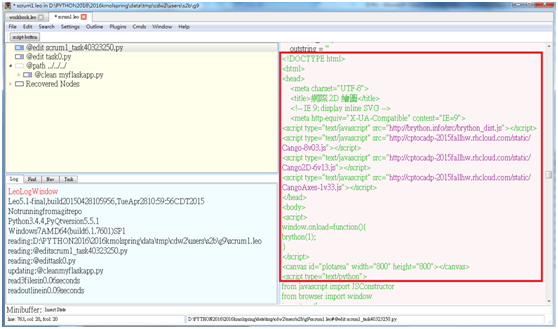 * scrum1.leo in D:\PYTHON2016\2016kmolspring\data\tmp\cdw2\users\s2b\g9
workbook.leo
* scrum1.leo
File Edit Search Settings Outline Plugins Cmds Window Help
script-button
@edit scrum1_task40323250.py
@edit task0.py
@path ../../../
@clean myflaskapp.py
Recovered Nodes
Log Find Nav Task
LeoLogWindow
Leo5.1-final,build20150428105956,TueApr2810:59:56CDT2015
Notrunningfromagitrepo
Python3.4.4,PyQtversion5.5.1
Windows7AMD64(build6.1.7601)SP1
reading:D:\PYTHON2016\2016kmolspring\data\tmp\cdw2\users\s2b\g9\scrum1.leo
reading:@editscrum1_task40323250.py
reading:@edittask0.py
updating:@cleanmyflaskapp.py
read3filesin0.06seconds
readoutlinein0.09seconds
outstring = '''
<!DOCTYPE html>
<html>
<head>
<meta charset="UTF-8">
<title>網際 2D 繪圖</title>
<!-- IE 9: display inline SVG -->
<meta http-equiv="X-UA-Compatible" content="IE=9">
<script type="text/javascript" src="http://brython.info/src/brython_dist.js"></script>
<script type="text/javascript" src="http://cptocadp-2015fallhw.rhcloud.com/static/
Cango-8v03.js"></script>
<script type="text/javascript" src="http://cptocadp-2015fallhw.rhcloud.com/static/
Cango2D-6v13.js"></script>
<script type="text/javascript" src="http://cptocadp-2015fallhw.rhcloud.com/static/
CangoAxes-1v33.js"></script>
</head>
<body>
<script>
window.onload=function(){
brython(1);
}
</script>
<canvas id="plotarea" width="800" height="800"></canvas>
<script type="text/python">
from javascript import JSConstructor
from browser import window
Minibuffer: Insert State
line: 763, col: 20, fcol: 20
D:\PYTHON2016\2016kmolspring\data\tmp\cdw2\users\s2b\g9\scrum1.leo#@edit scrum1_task40323250.py